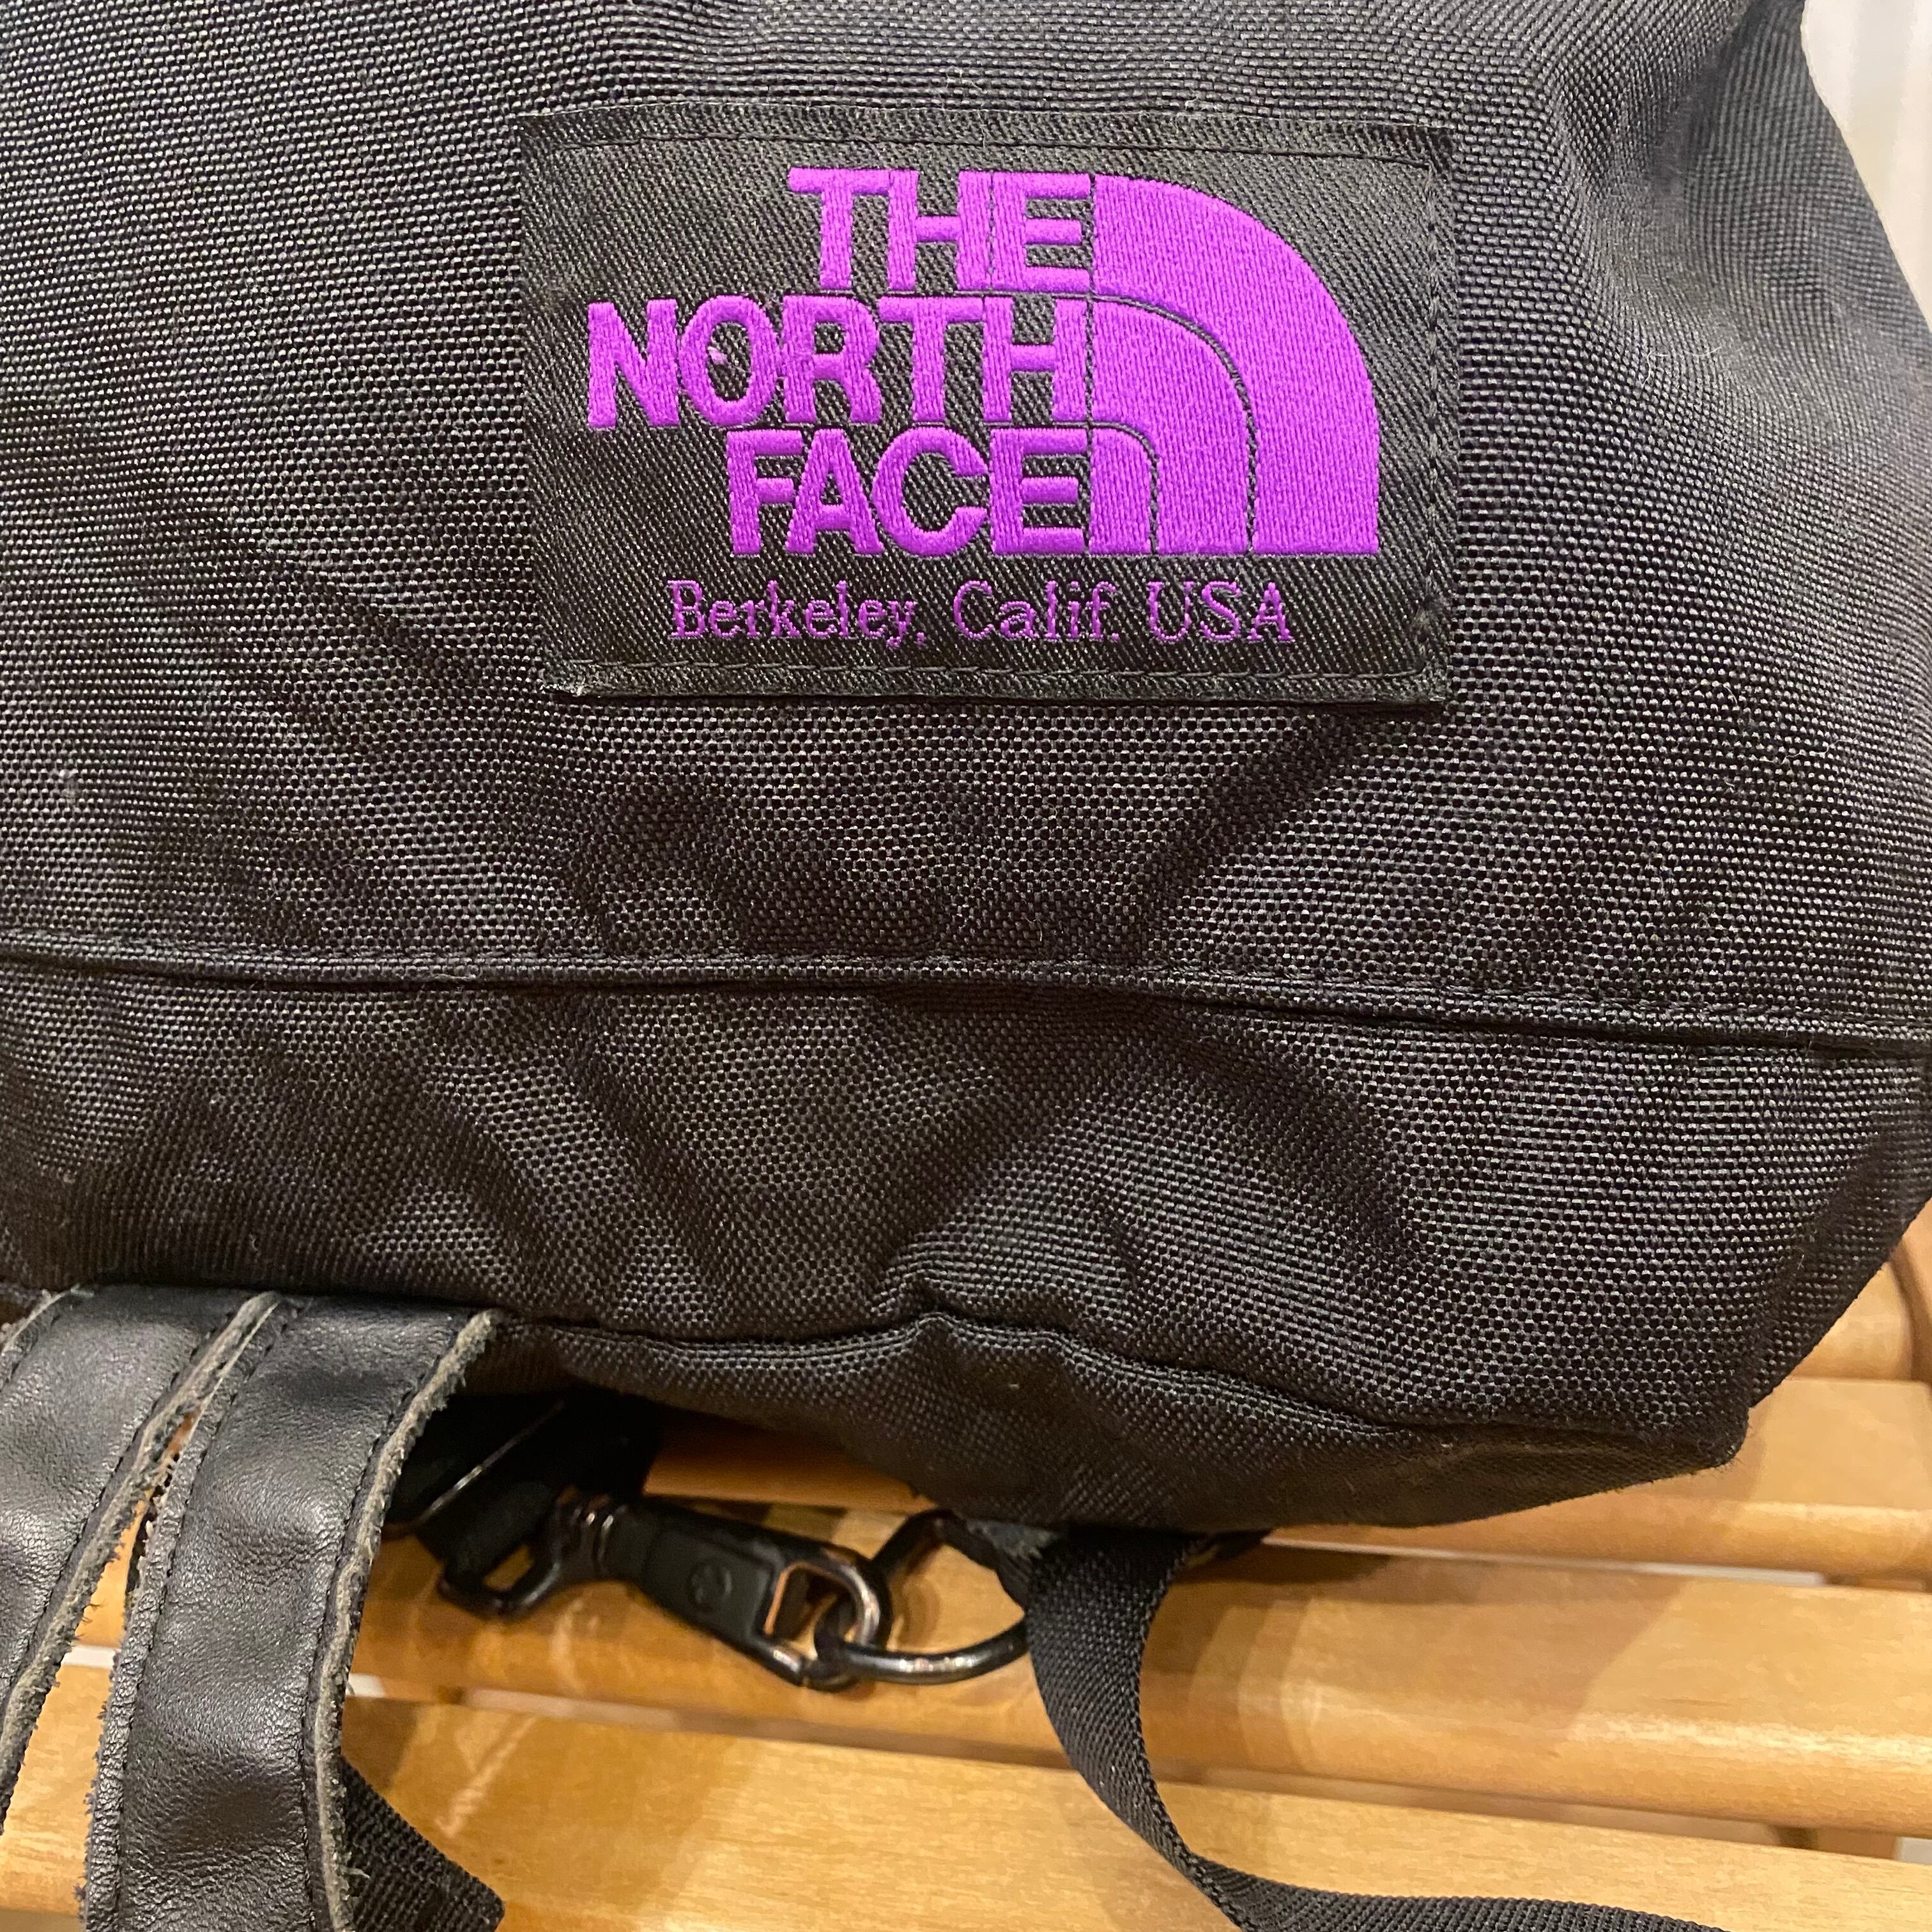 THE
NORTH
FACE
Berkeley, Calif. USA